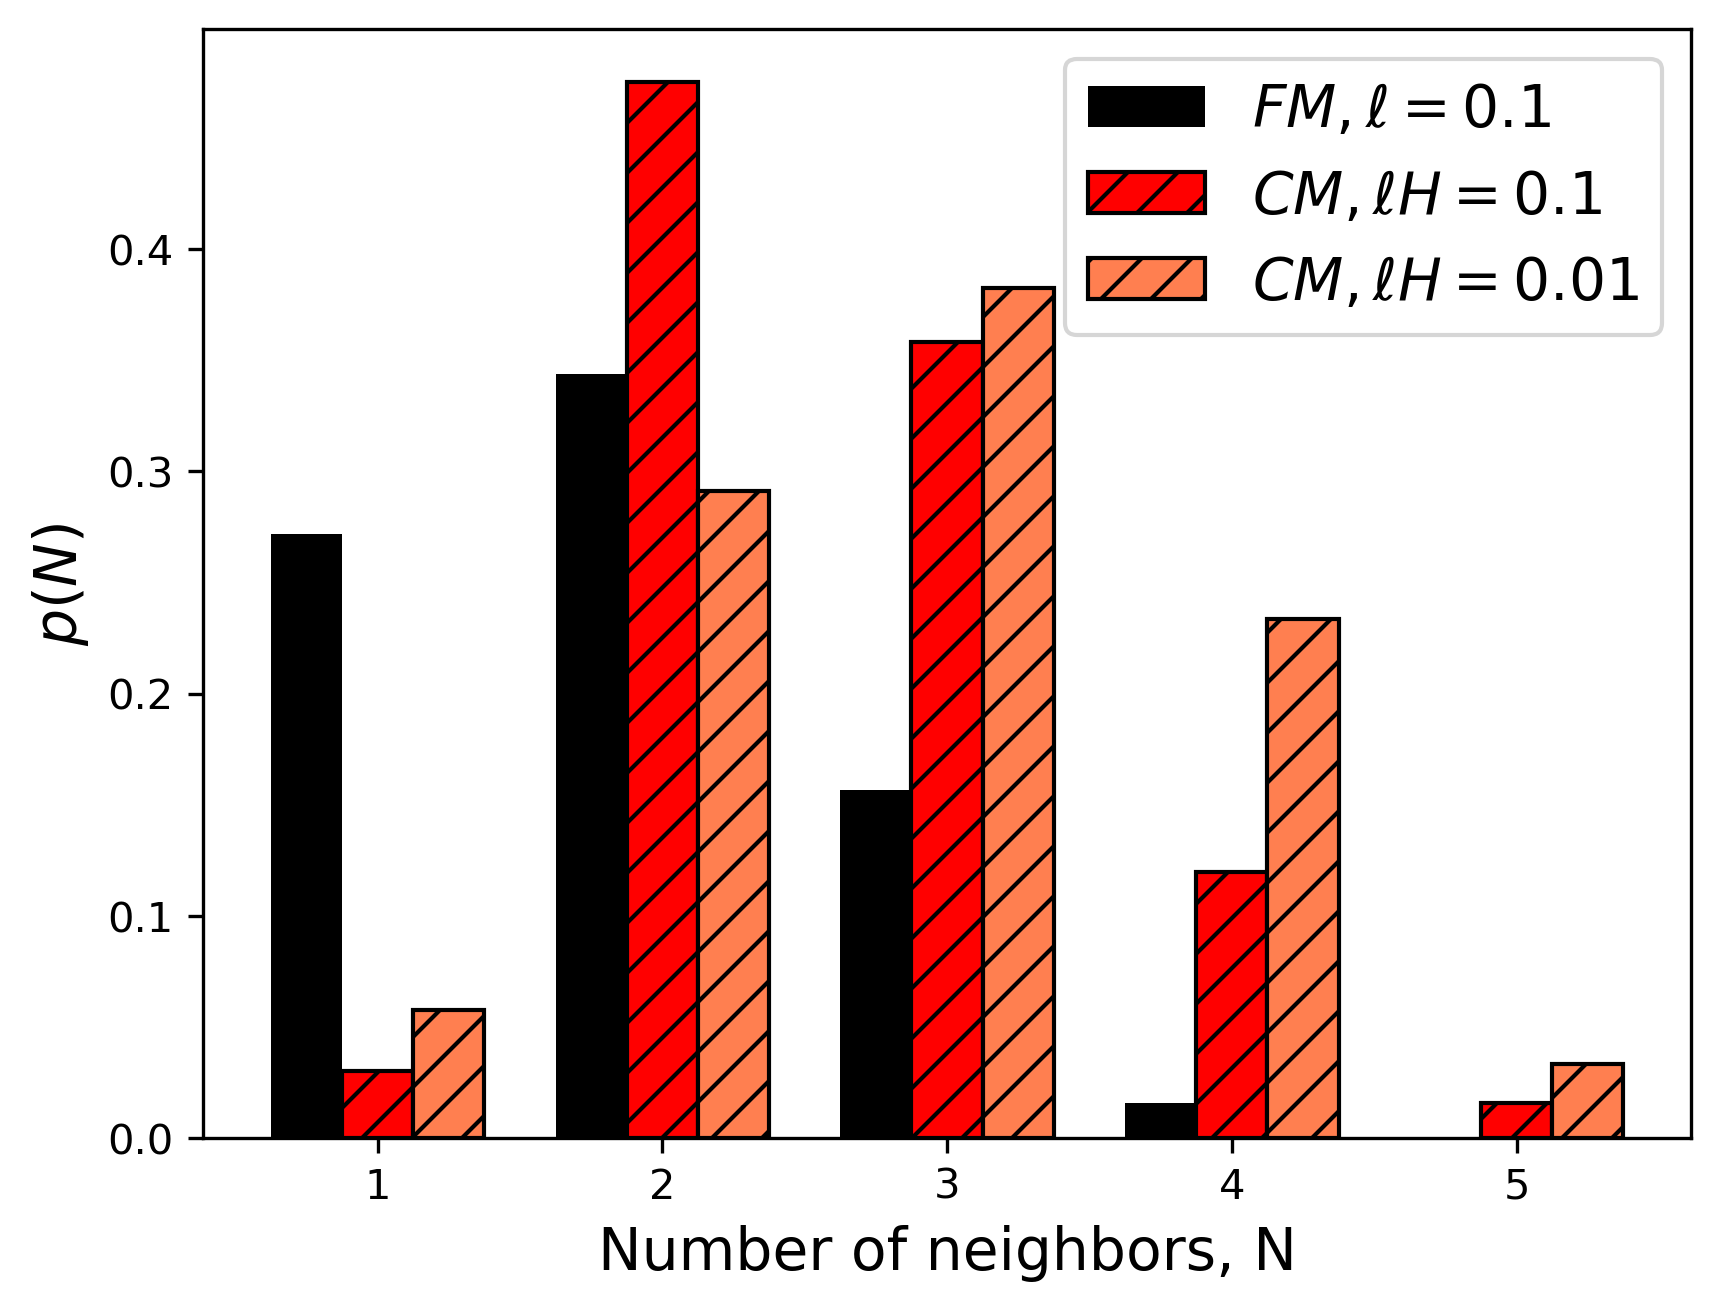 FM, ℓ = 0.1
CM, ℓH = 0.1
CM, ℓH = 0.01
p(N)
0.4
0.3
0.2
0.1
0.0
1 2 3 4 5
Number of neighbors, N